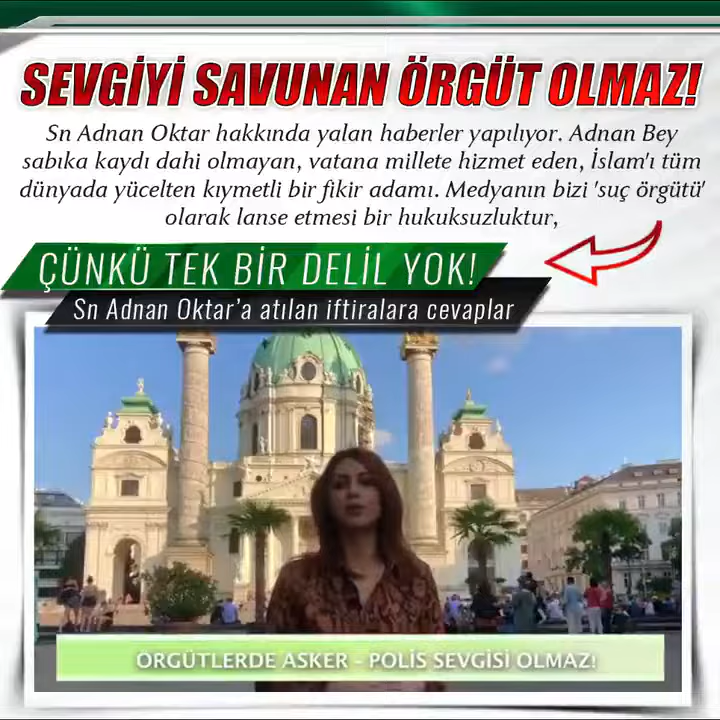 SEVGİYİ SAVUNAN ÖRGÜT OLMAZ!
Sn Adnan Oktar hakkında yalan haberler yapılıyor. Adnan Bey
sabıka kaydı dahi olmayan, vatana millete hizmet eden, İslam'ı tüm
dünyada yücelten kıymetli bir fikir adamı. Medyanın bizi 'suç örgütü'
olarak lanse etmesi bir hukuksuzluktur,
ÇÜNKÜ TEK BİR DELİL YOK!
Sn Adnan Oktar'a atılan iftiralara cevaplar
ÖRGÜTLERDE ASKER - POLİS SEVGİSİ OLMAZ!